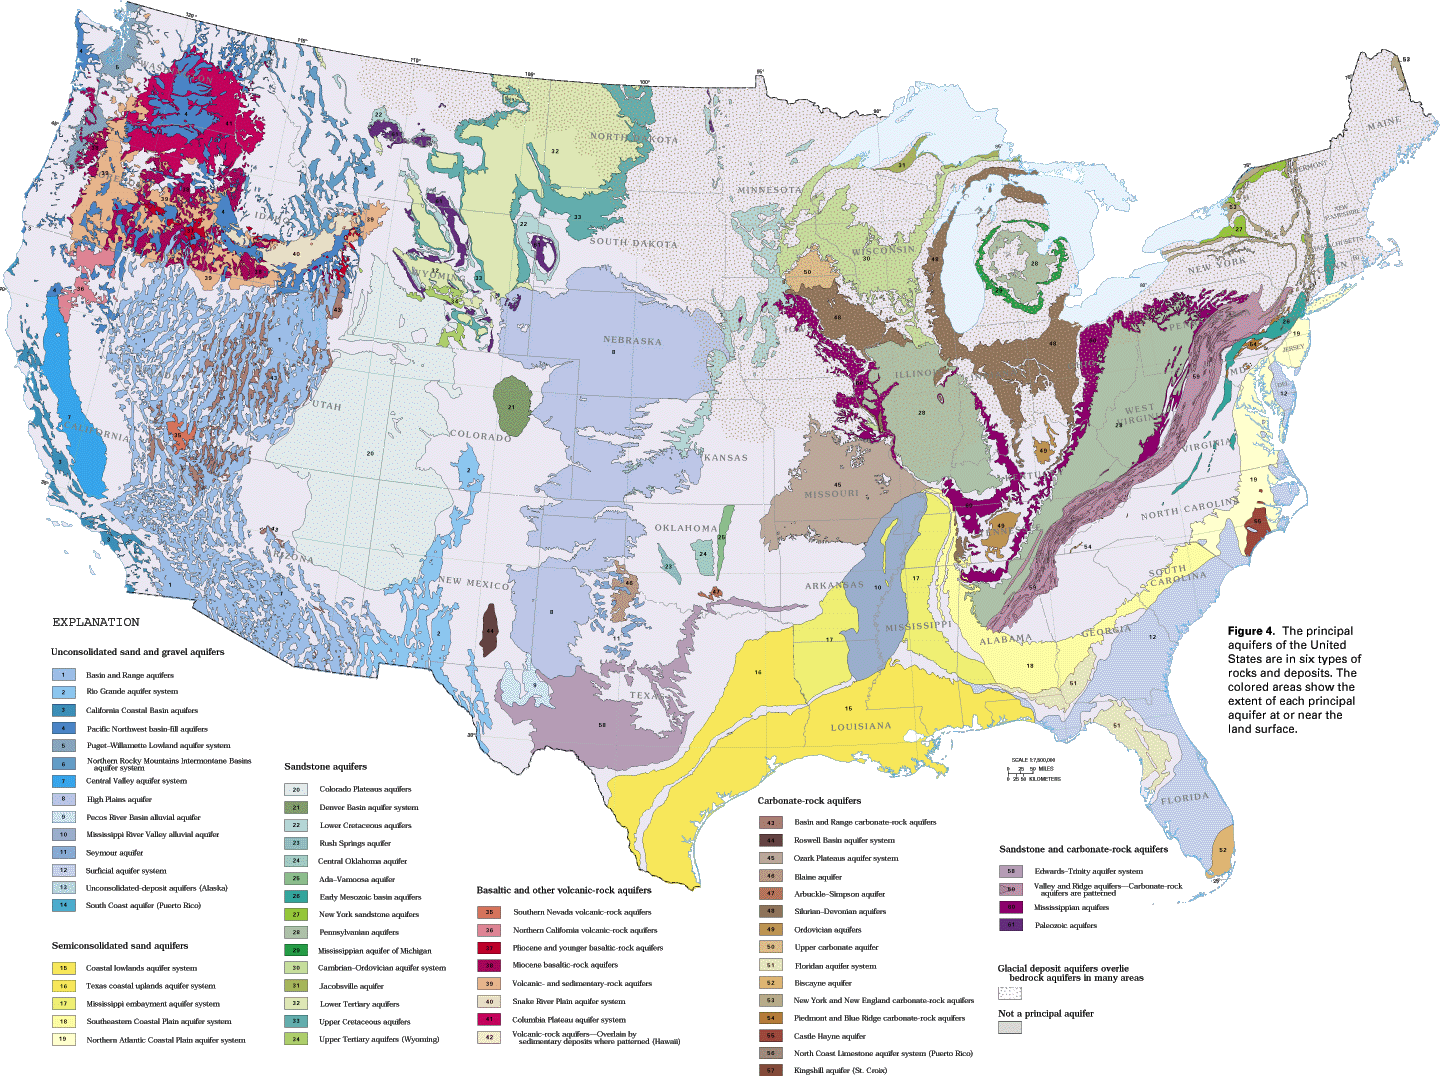 WASHINGTON
OREGON
IDAHO
NORTH DAKOTA
SOUTH DAKOTA
MINNESOTA
WISCONSIN
WYOMING
NEBRASKA
UTAH
COLORADO
KANSAS
CALIFORNIA
ARIZONA
NEW MEXICO
OKLAHOMA
TEXAS
MISSOURI
ARKANSAS
LOUISIANA
MISSISSIPPI
ALABAMA
GEORGIA
FLORIDA
SOUTH
CAROLINA
NORTH CAROLINA
VIRGINIA
WEST
VIRGINIA
ILLINOIS
NEW YORK
VERMONT
NEW
HAMPSHIRE
MAINE
JERSEY
EXPLANATION
Unconsolidated sand and gravel aquifers
1 Basin and Range aquifers
2 Rio Grande aquifer system
3 California Coastal Basin aquifers
4 Pacific Northwest basin-fill aquifers
5 Puget–Willamette Lowland aquifer system
6 Northern Rocky Mountains Intermontane Basins
aquifer system
7 Central Valley aquifer system
8 High Plains aquifer
9 Pecos River Basin alluvial aquifer
10 Mississippi River Valley alluvial aquifer
11 Seymour aquifer
12 Surficial aquifer system
13 Unconsolidated-deposit aquifers (Alaska)
14 South Coast aquifer (Puerto Rico)
Semiconsolidated sand aquifers
15 Coastal lowlands aquifer system
16 Texas coastal uplands aquifer system
17 Mississippi embayment aquifer system
18 Southeastern Coastal Plain aquifer system
19 Northern Atlantic Coastal Plain aquifer system
Sandstone aquifers
20 Colorado Plateaus aquifers
21 Denver Basin aquifer system
22 Lower Cretaceous aquifers
23 Rush Springs aquifer
24 Central Oklahoma aquifer
25 Ada–Vamoosa aquifer
26 Early Mesozoic basin aquifers
27 New York sandstone aquifers
28 Pennsylvanian aquifers
29 Mississippian aquifer of Michigan
30 Cambrian–Ordovician aquifer system
31 Jacobsville aquifer
32 Lower Tertiary aquifers
33 Upper Cretaceous aquifers
34 Upper Tertiary aquifers (Wyoming)
Basaltic and other volcanic-rock aquifers
35 Southern Nevada volcanic-rock aquifers
36 Northern California volcanic-rock aquifers
37 Pliocene and younger basaltic-rock aquifers
38 Miocene basaltic-rock aquifers
39 Volcanic- and sedimentary-rock aquifers
40 Snake River Plain aquifer system
41 Columbia Plateau aquifer system
42 Volcanic-rock aquifers—Overlain by
sedimentary deposits where patterned (Hawaii)
Carbonate-rock aquifers
43 Basin and Range carbonate-rock aquifers
44 Roswell Basin aquifer system
45 Ozark Plateaus aquifer system
46 Blaine aquifer
47 Arbuckle–Simpson aquifer
48 Silurian–Devonian aquifers
49 Ordovician aquifers
50 Upper carbonate aquifer
51 Floridan aquifer system
52 Biscayne aquifer
53 New York and New England carbonate-rock aquifers
54 Piedmont and Blue Ridge carbonate-rock aquifers
55 Castle Hayne aquifer
56 North Coast Limestone aquifer system (Puerto Rico)
57 Kingshill aquifer (St. Croix)
Sandstone and carbonate-rock aquifers
58 Edwards–Trinity aquifer system
59 Valley and Ridge aquifers—Carbonate-rock
aquifers are patterned
60 Mississippian aquifers
61 Paleozoic aquifers
Glacial deposit aquifers overlie
bedrock aquifers in many areas
Not a principal aquifer
SCALE 1:7,500,000
0 25 50 MILES
0 25 50 KILOMETERS
Figure 4. The principal
aquifers of the United
States are in six types of
rocks and deposits. The
colored areas show the
extent of each principal
aquifer at or near the
land surface.